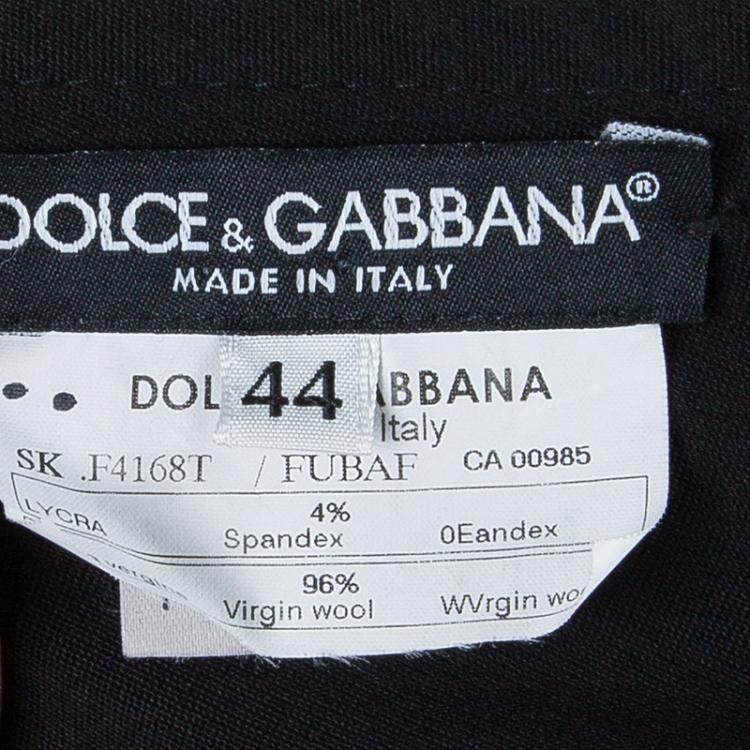 DOLCE & GABBANA®
MADE IN ITALY
44
DOL ABBANA
Italy
SK .F4168T / FUBAF CA 00985
LYCRA 4%
Spandex 0Eandex
96%
Virgin wool WVrgin wo